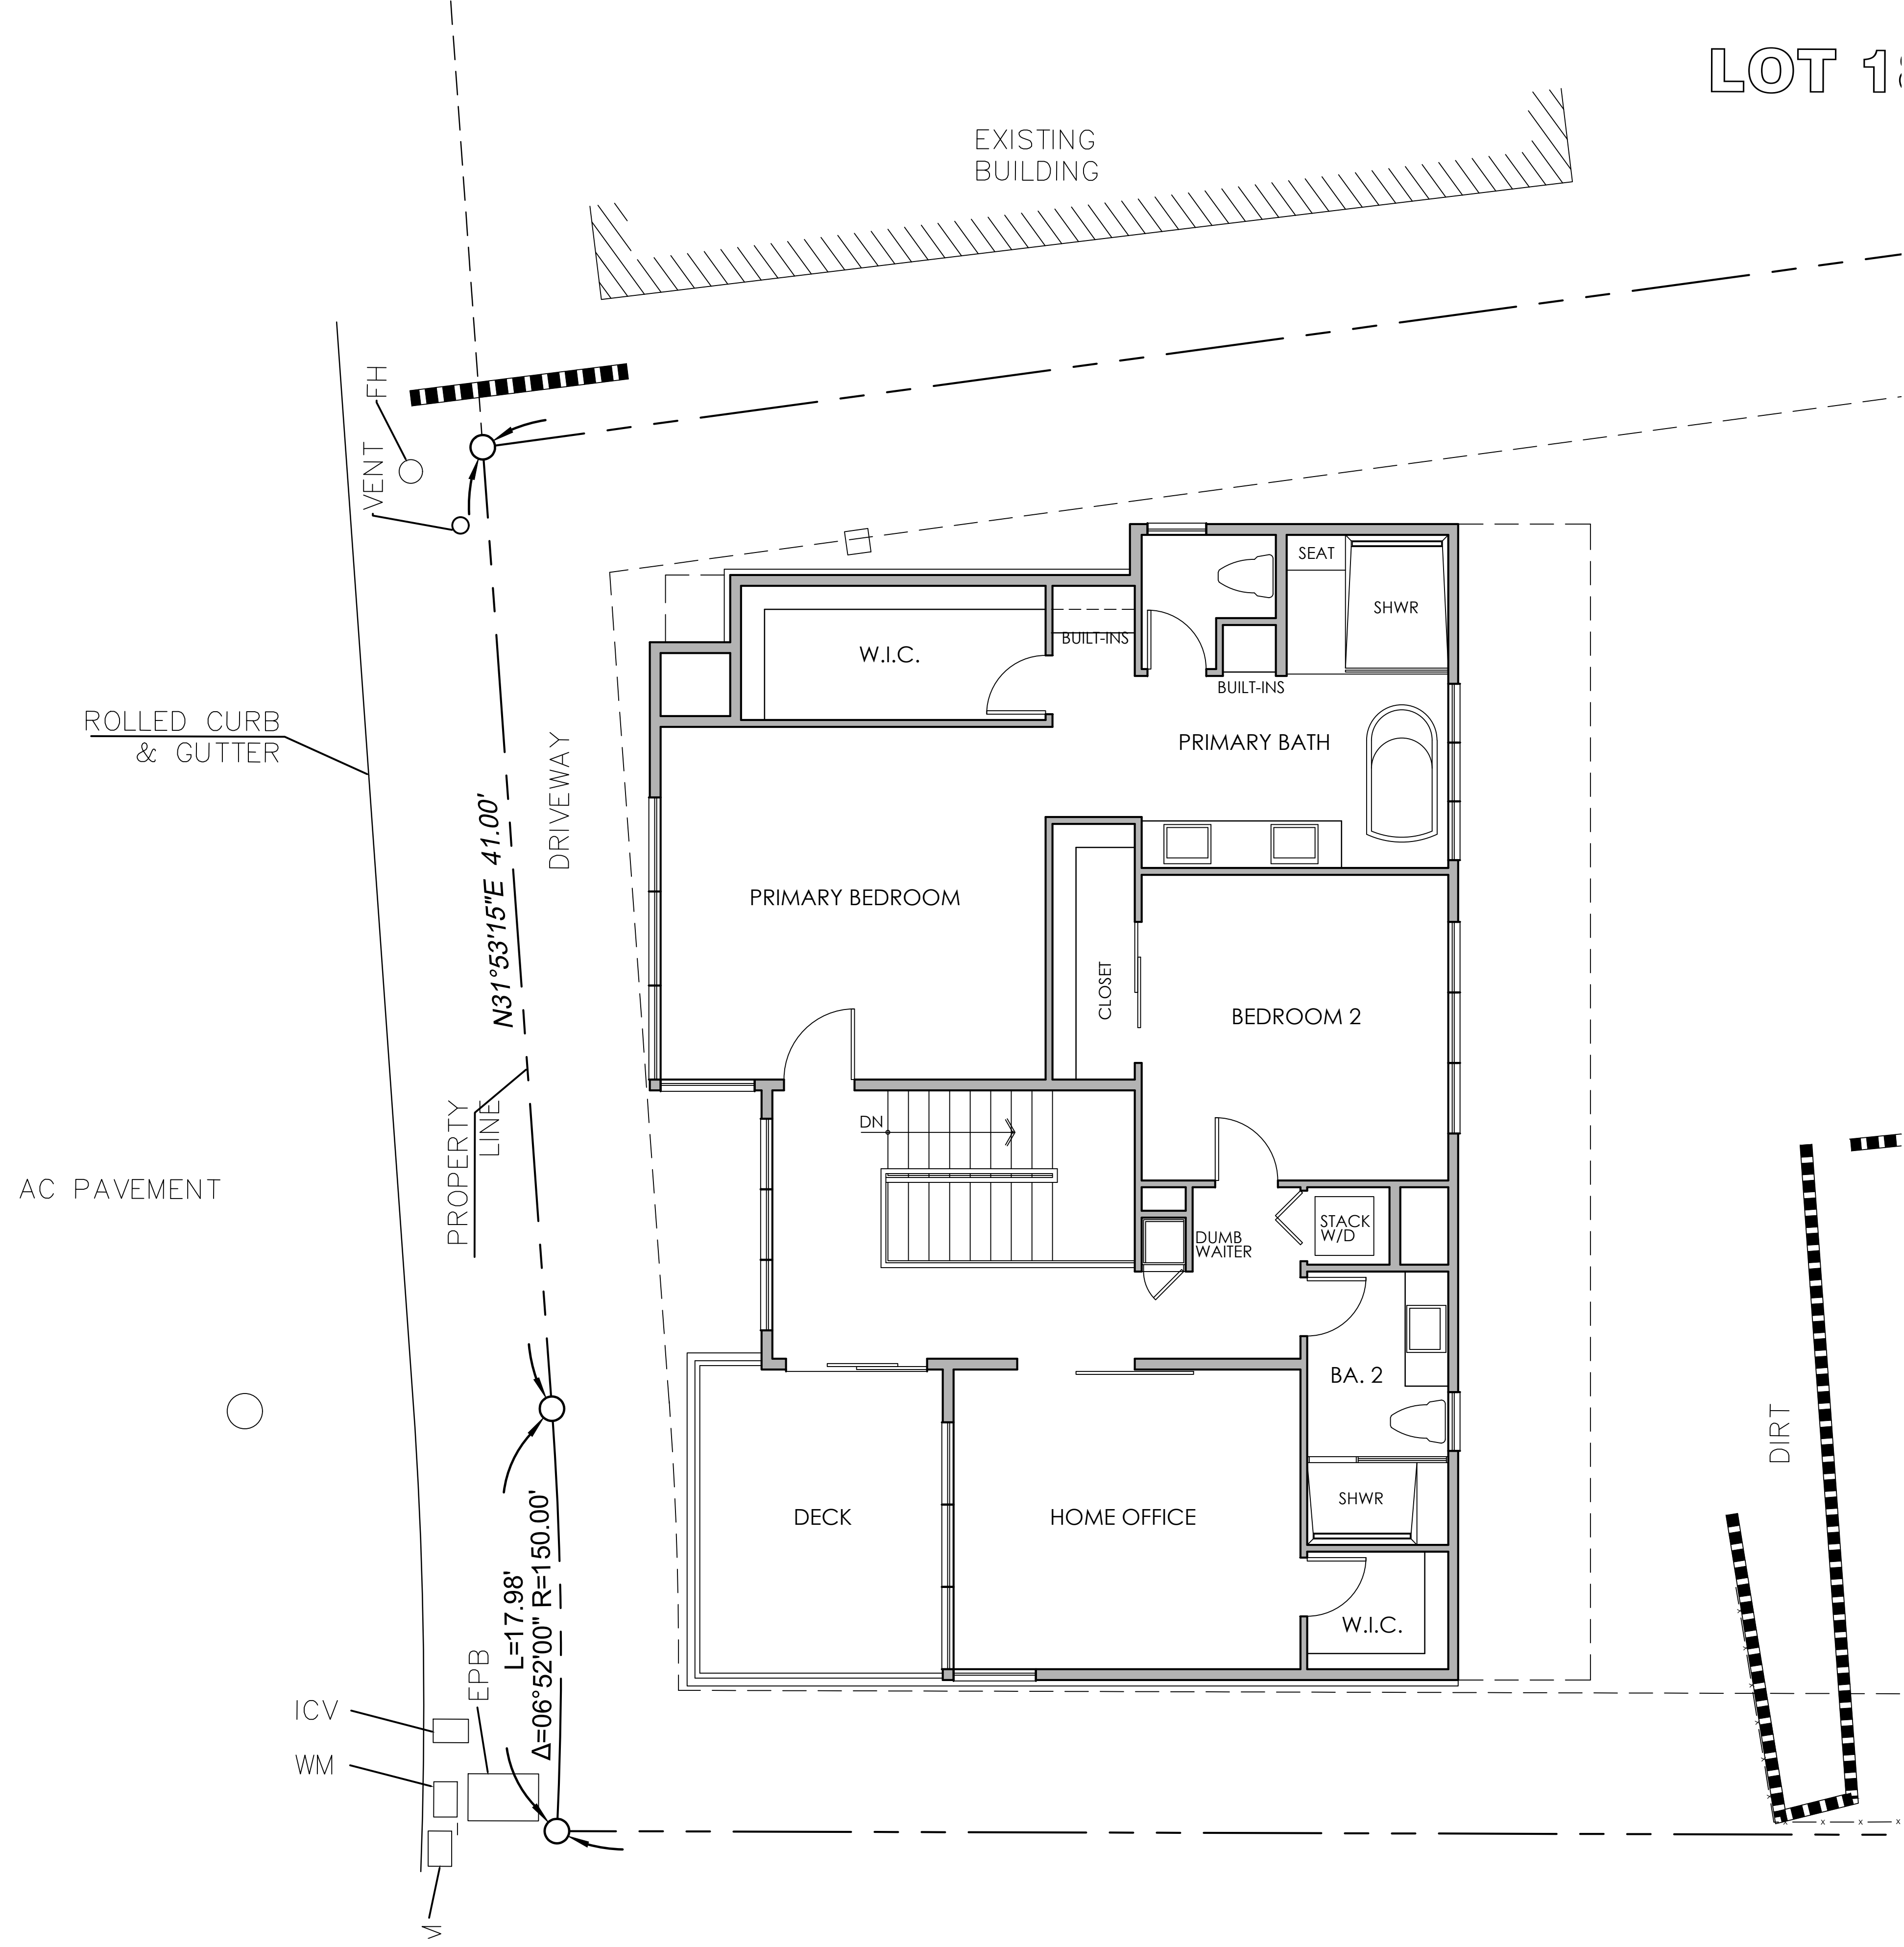 LOT 18
EXISTING
BUILDING
FH
VENT
SEAT
SHWR
W.I.C.
BUILT-INS
BUILT-INS
ROLLED CURB
& GUTTER
DRIVEWAY
PRIMARY BATH
N31°53'15"E 41.00'
PRIMARY BEDROOM
CLOSET
BEDROOM 2
PROPERTY
LINE
DN
AC PAVEMENT
STACK
W/D
DUMB
WAITER
BA. 2
DIRT
SHWR
DECK
HOME OFFICE
L=17.98'
Δ=06°52'00" R=150.00'
W.I.C.
EPB
ICV
WM